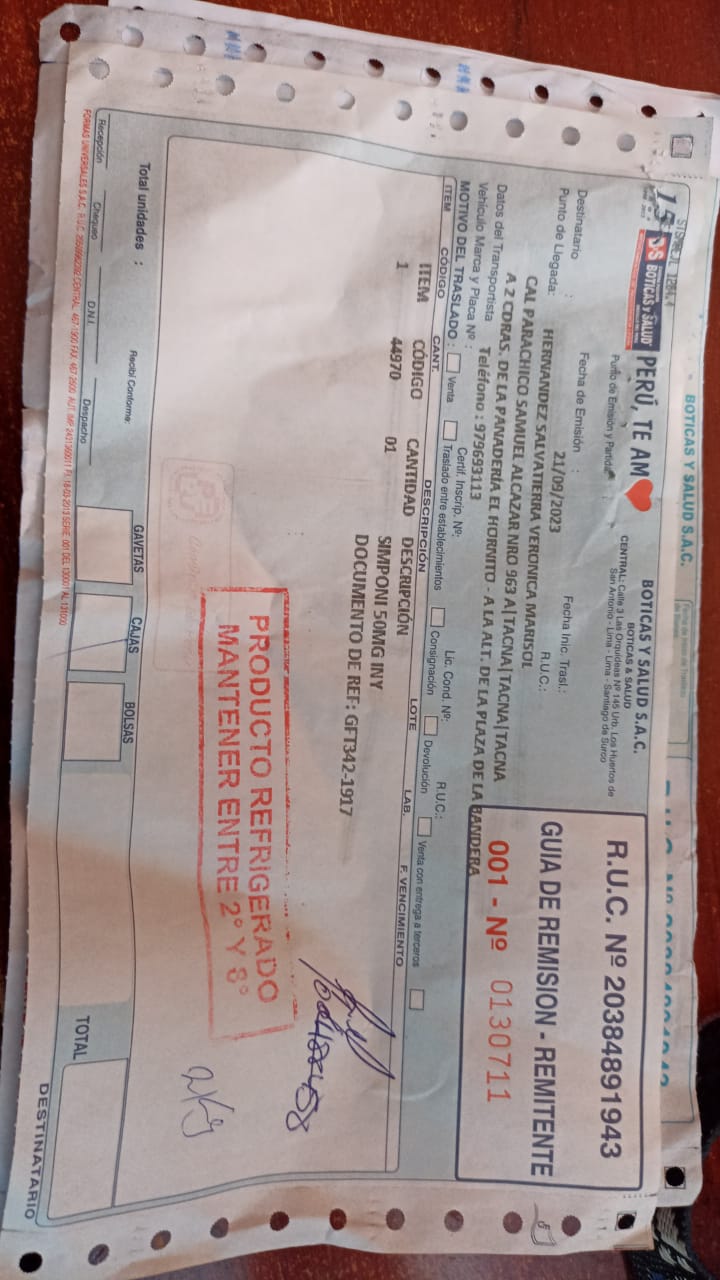 BOTICAS Y SALUD S.A.C.
BOTICAS Y SALUD
PERÚ, TE AM
BOTICAS Y SALUD S.A.C.
BOTICAS & SALUD
CENTRAL: Calle 3 Las Orquídeas Nº 145 Urb. Los Huertos de
San Antonio - Lima - Lima - Santiago de Surco
R.U.C. Nº 20384891943
GUIA DE REMISION - REMITENTE
001 - Nº 0130711
Punto de Emisión y Partida
Fecha de Emisión :
21/09/2023
Fecha Inic. Trasl.:
Destinatario :
HERNANDEZ SALVATIERRA VERONICA MARISOL
R.U.C.:
Punto de Llegada:
CAL PARACHICO SAMUEL ALCAZAR NRO 963 A|TACNA|TACNA|TACNA
A 2 CDRAS. DE LA PANADERÍA EL HORNITO - A LA ALT. DE LA PLAZA DE LA BANDERA
Datos del Transportista
Teléfono : 979693113
Vehículo Marca y Placa Nº :
Certif. Inscrip. Nº:
Lic. Cond. Nº:
R.U.C.:
MOTIVO DEL TRASLADO :
Venta
Traslado entre establecimientos
Consignación
Devolución
Venta con entrega a terceros
ITEM CÓDIGO CANT. DESCRIPCIÓN LOTE LAB. F. VENCIMIENTO
ITEM CÓDIGO CANTIDAD DESCRIPCIÓN
1 44970 01 SIMPONI 50MG INY
DOCUMENTO DE REF: GFT342-1917
PRODUCTO REFRIGERADO
MANTENER ENTRE 2° Y 8°
Total unidades :
Recibí Conforme:
GAVETAS
CAJAS
BOLSAS
TOTAL
Recepción
Chequeo
D.N.I.
Despacho
DESTINATARIO